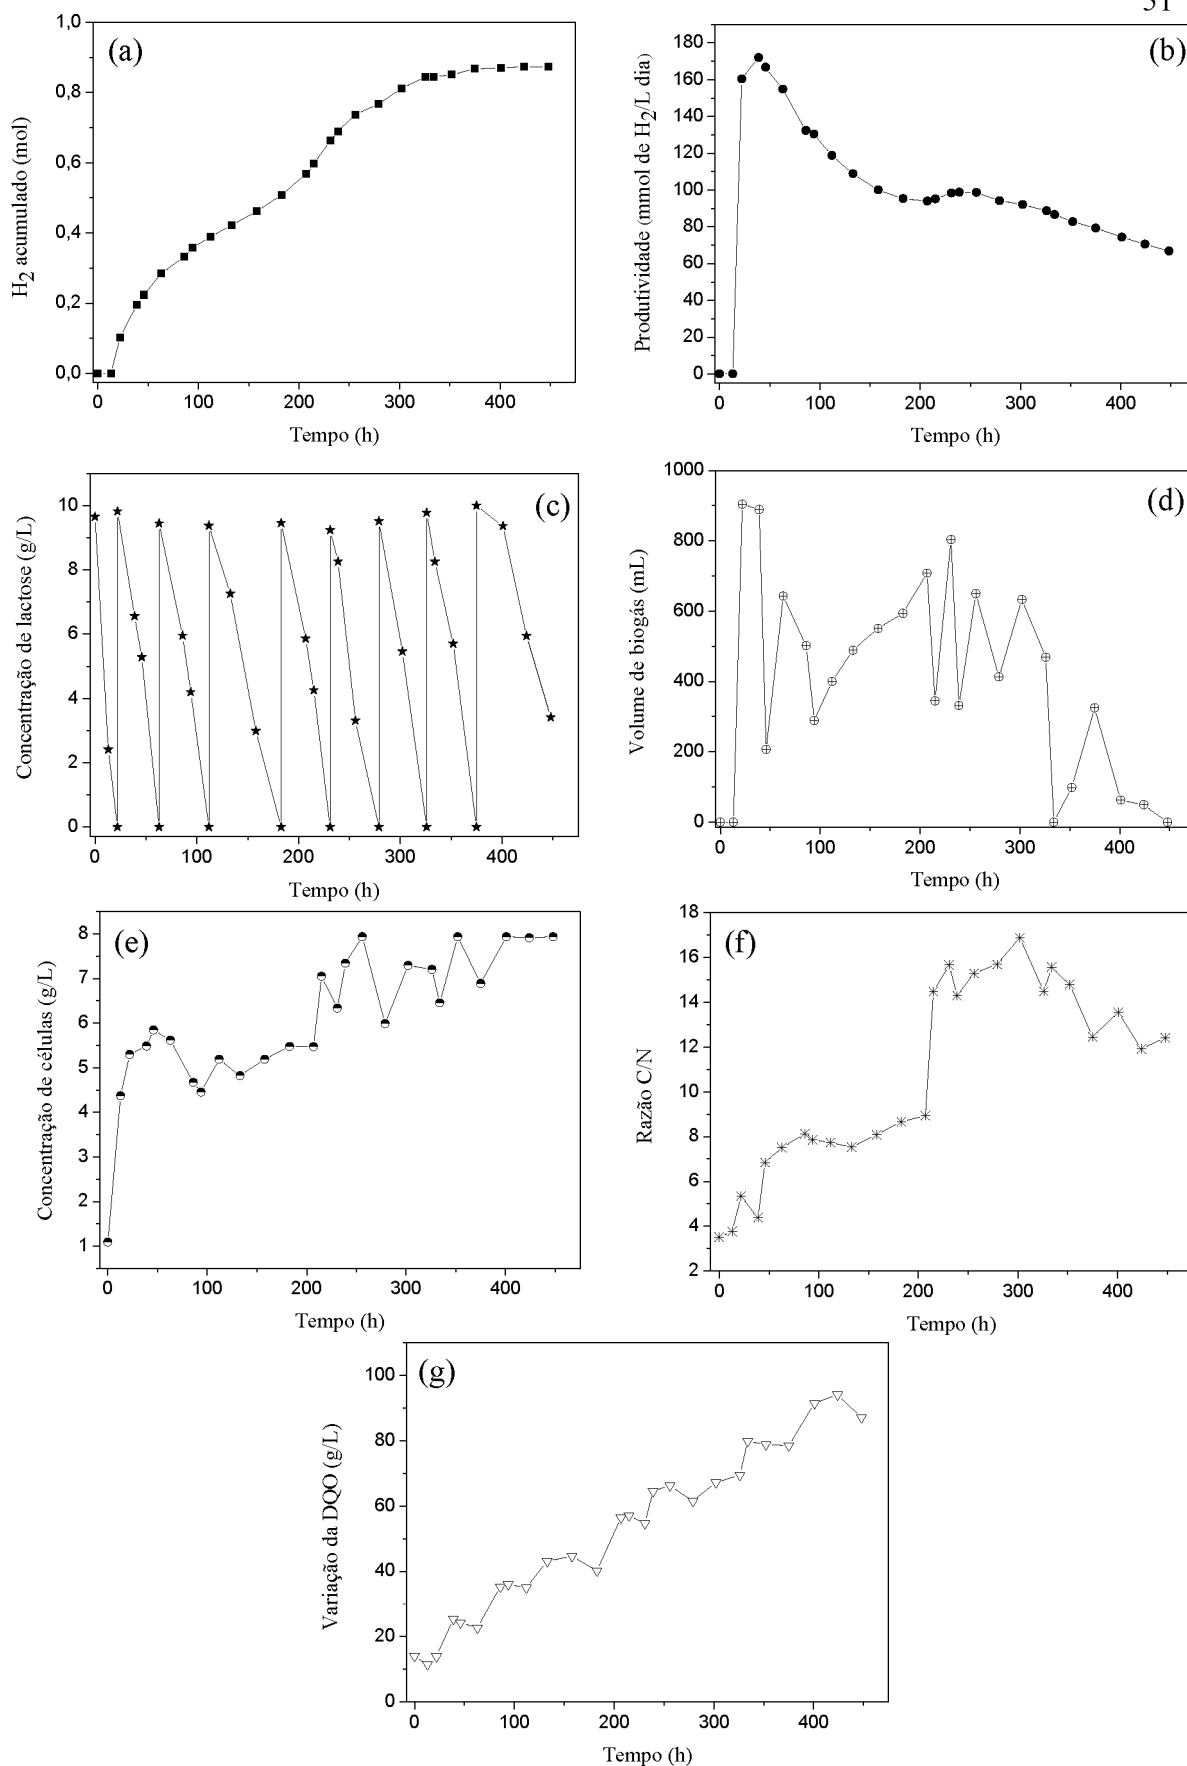 (a)
1,0
0,8
0,6
0,4
0,2
0,0
H2 acumulado (mol)
0 100 200 300 400
Tempo (h)
(b)
180
160
140
120
100
80
60
40
20
0
Produtividade (mmol de H2/L dia)
0 100 200 300 400
Tempo (h)
(c)
10
8
6
4
2
0
Concentração de lactose (g/L)
0 100 200 300 400
Tempo (h)
(d)
1000
800
600
400
200
0
Volume de biogás (mL)
0 100 200 300 400
Tempo (h)
(e)
8
7
6
5
4
3
2
1
Concentração de células (g/L)
0 100 200 300 400
Tempo (h)
(f)
18
16
14
12
10
8
6
4
2
Razão C/N
0 100 200 300 400
Tempo (h)
(g)
100
80
60
40
20
0
Variação da DQO (g/L)
0 100 200 300 400
Tempo (h)